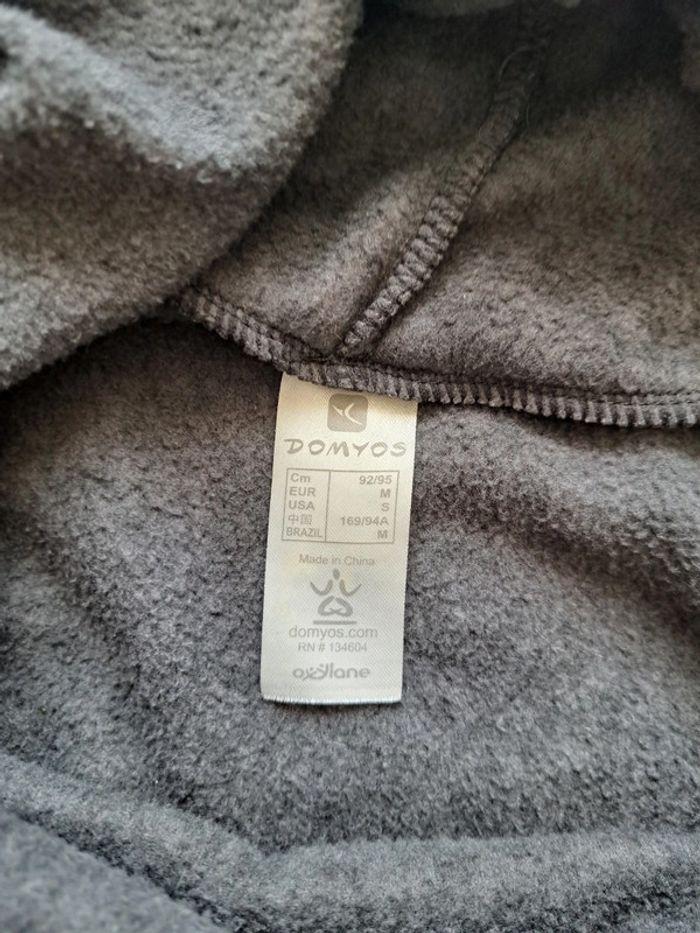 DOMYOS
Cm 92/95
EUR M
USA S
中国 169/94A
BRAZIL M
Made in China
domyos.com
RN # 134604
oxylane